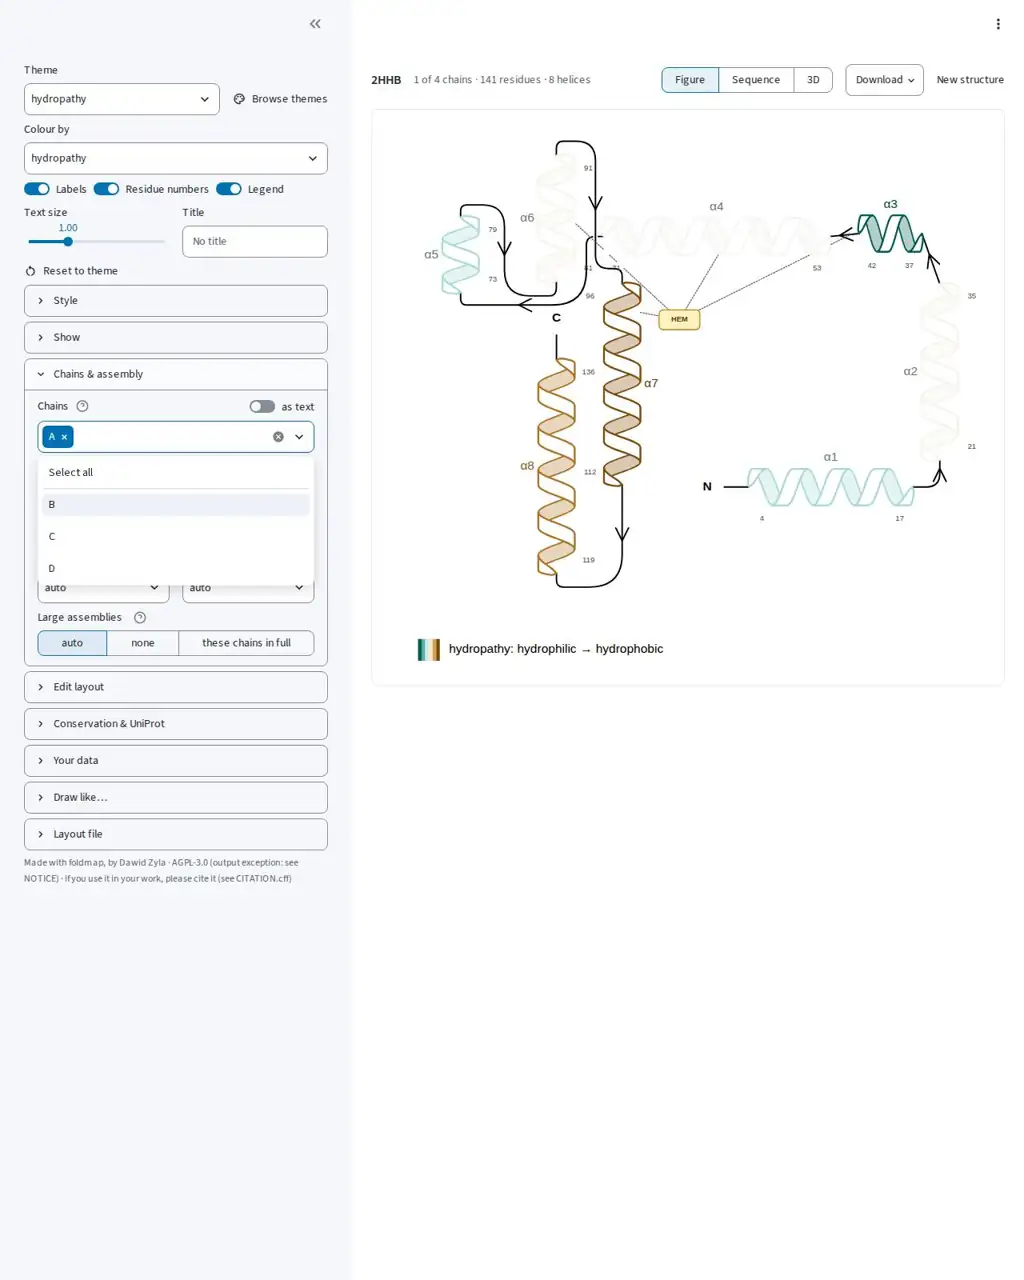 Theme
hydropathy
Browse themes
Colour by
hydropathy
Labels
Residue numbers
Legend
Text size
Title
1.00
No title
Reset to theme
Style
Show
Chains & assembly
Chains
as text
A ×
Select all
B
C
D
auto
auto
Large assemblies
auto
none
these chains in full
Edit layout
Conservation & UniProt
Your data
Draw like…
Layout file
Made with foldmap, by Dawid Zyla · AGPL-3.0 (output exception: see
NOTICE) · if you use it in your work, please cite it (see CITATION.cff)
2HHB
1 of 4 chains · 141 residues · 8 helices
Figure
Sequence
3D
Download
New structure
91
α6
α4
α3
79
α5
81
53
42
37
73
96
35
C
HEM
136
α7
α2
α8
112
α1
21
N
4
17
119
hydropathy: hydrophilic → hydrophobic